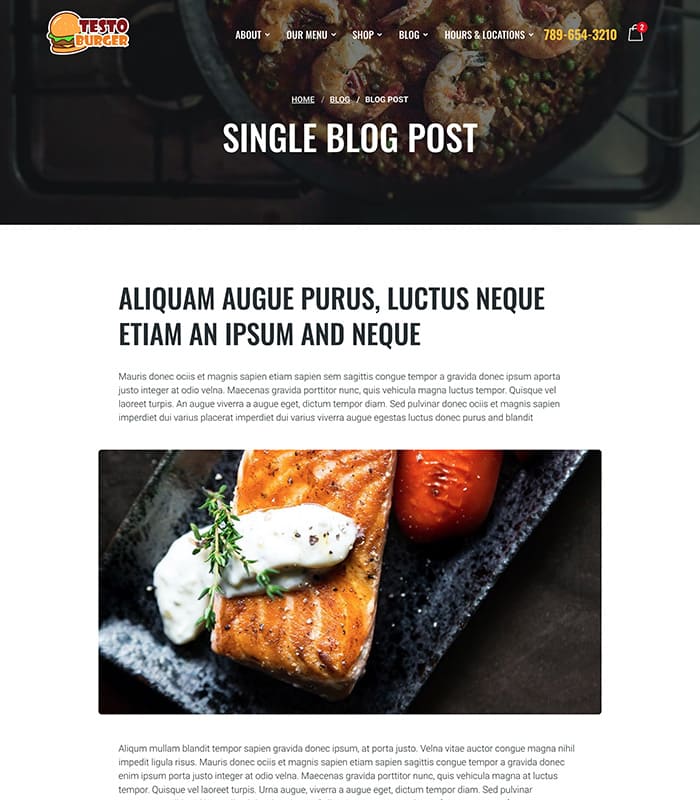 TESTO
BURGER
ABOUT OUR MENU SHOP BLOG HOURS & LOCATIONS 789-654-3210 2
HOME / BLOG / BLOG POST
SINGLE BLOG POST
ALIQUAM AUGUE PURUS, LUCTUS NEQUE
ETIAM AN IPSUM AND NEQUE
Mauris donec ociis et magnis sapien etiam sapien sem sagittis congue tempor a gravida donec ipsum aporta
justo integer at odio velna. Maecenas gravida porttitor nunc, quis vehicula magna luctus tempor. Quisque vel
laoreet turpis. An augue viverra a augue eget, dictum tempor diam. Sed pulvinar donec ociis et magnis sapien
imperdiet dui varius placerat imperdiet dui varius viverra augue egestas luctus donec purus and blandit
Aliqum mullam blandit tempor sapien gravida donec ipsum, at porta justo. Velna vitae auctor congue magna nihil
impedit ligula risus. Mauris donec ociis et magnis sapien etiam sapien sagittis congue tempor a gravida donec
enim ipsum porta justo integer at odio velna. Maecenas gravida porttitor nunc, quis vehicula magna at luctus
tempor. Quisque vel laoreet turpis. Urna augue, viverra a augue eget, dictum tempor diam. Sed pulvinar